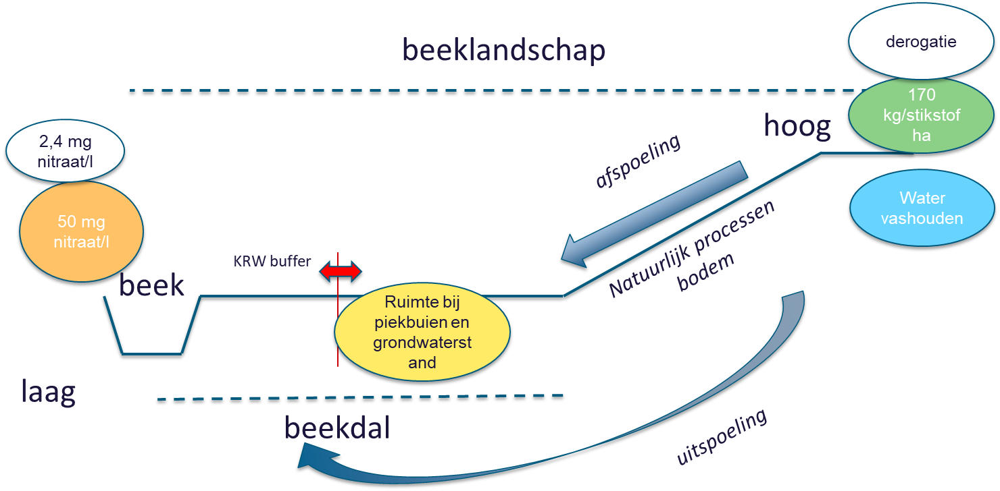 beeklandschap
derogatie
170
kg/stikstof
ha
hoog
2,4 mg
nitraat/l
afspoeling
50 mg
nitraat/l
Water
vashouden
Natuurlijk processen
bodem
KRW buffer
beek
Ruimte bij
piekbuien en
grondwaterst
and
laag
beekdal
uitspoeling